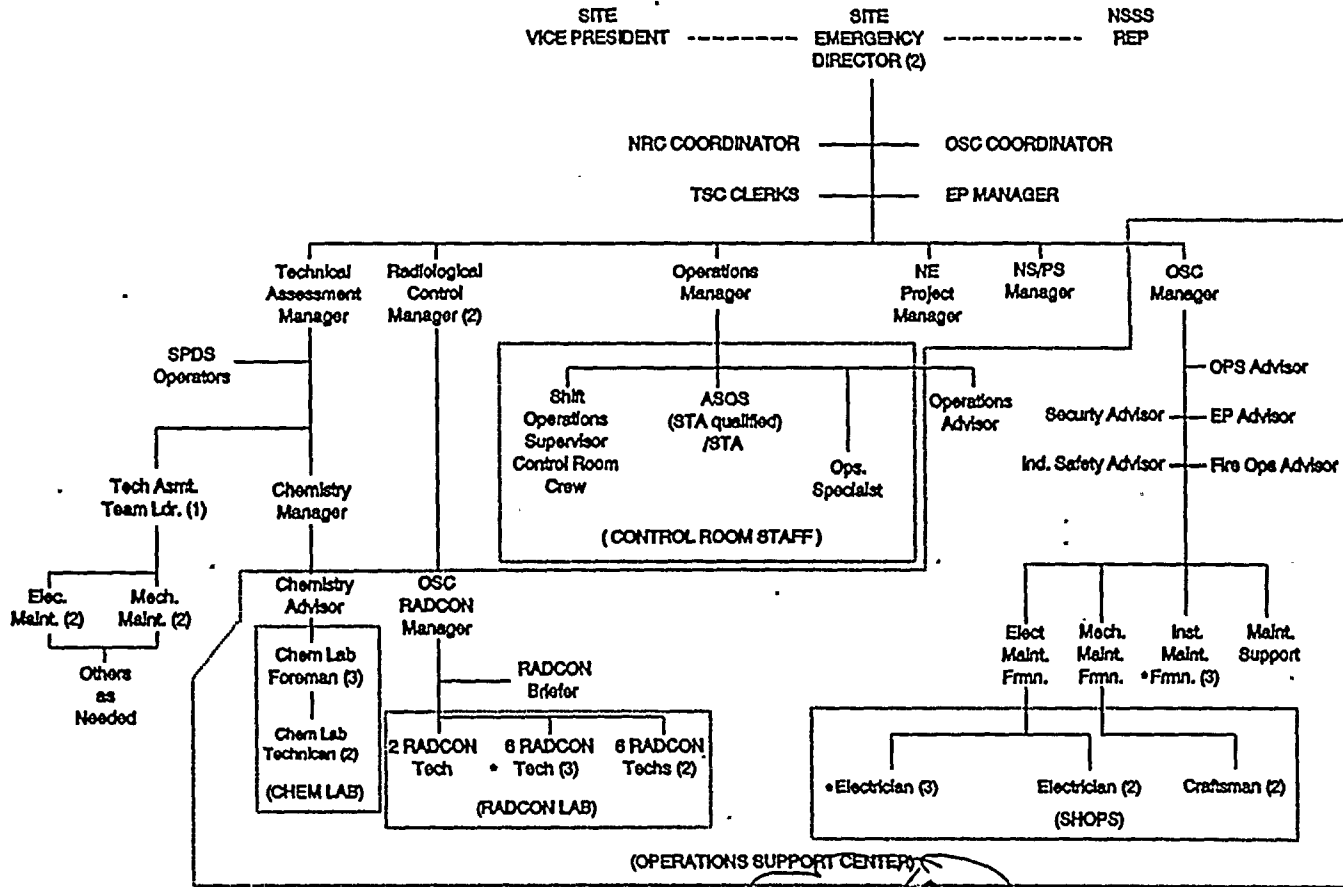 SITE
VICE PRESIDENT
SITE
EMERGENCY
DIRECTOR (2)
NSSS
REP
NRC COORDINATOR
OSC COORDINATOR
TSC CLERKS
EP MANAGER
Technical
Assessment
Manager
Radiological
Control
Manager (2)
Operations
Manager
NE
Project
Manager
NS/PS
Manager
OSC
Manager
SPDS
Operators
OPS Advisor
Securty Advisor
EP Advisor
Ind. Safety Advisor
Fire Ops Advisor
Shift
Operations
Supervisor
Control Room
Crew
ASOS
(STA qualified)
/STA
Ops.
Specialist
Operations
Advisor
(CONTROL ROOM STAFF)
Tech Asmt.
Team Ldr. (1)
Chemistry
Manager
Elec.
Maint. (2)
Mech.
Maint. (2)
Others
as
Needed
Chemistry
Advisor
OSC
RADCON
Manager
Chem Lab
Foreman (3)
Chem Lab
Technican (2)
(CHEM LAB)
RADCON
Briefer
2 RADCON
Tech
6 RADCON
* Tech (3)
6 RADCON
Techs (2)
(RADCON LAB)
Elect
Maint.
Frmn.
Mech.
Maint.
Frmn.
Inst.
Maint.
*Frmn. (3)
Maint.
Support
*Electrician (3)
Electrician (2)
Craftsman (2)
(SHOPS)
(OPERATIONS SUPPORT CENTER)